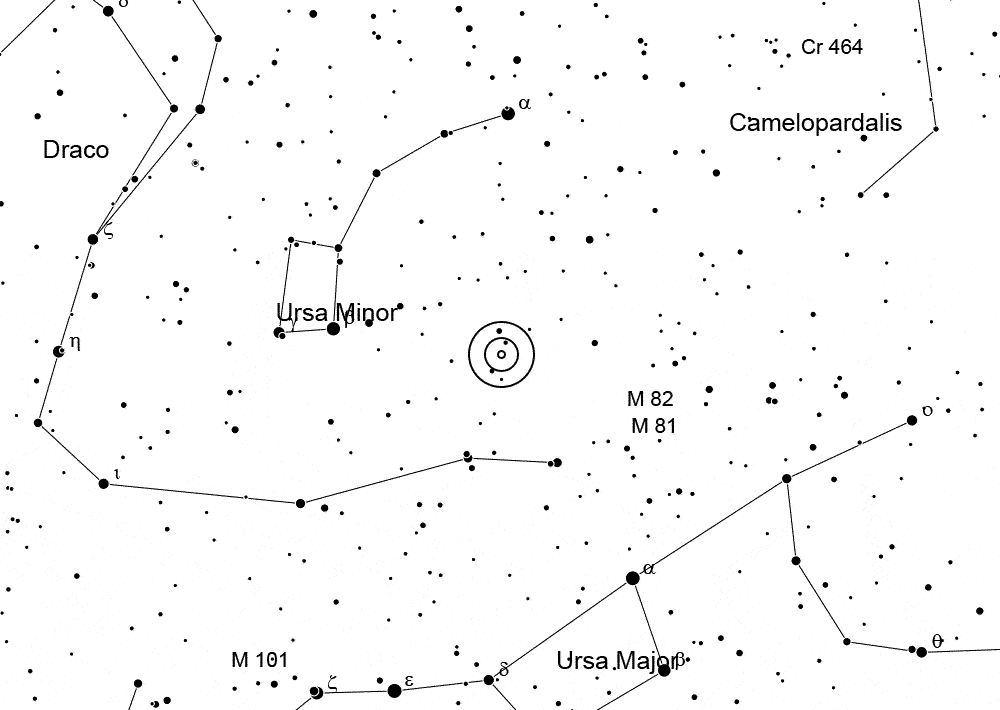 δ
Cr 464
α
Camelopardalis
Draco
ζ
Ursa Minor
γ
β
η
M 82
υ
M 81
ι
α
θ
M 101
Ursa Major
β
δ
ζ
ε